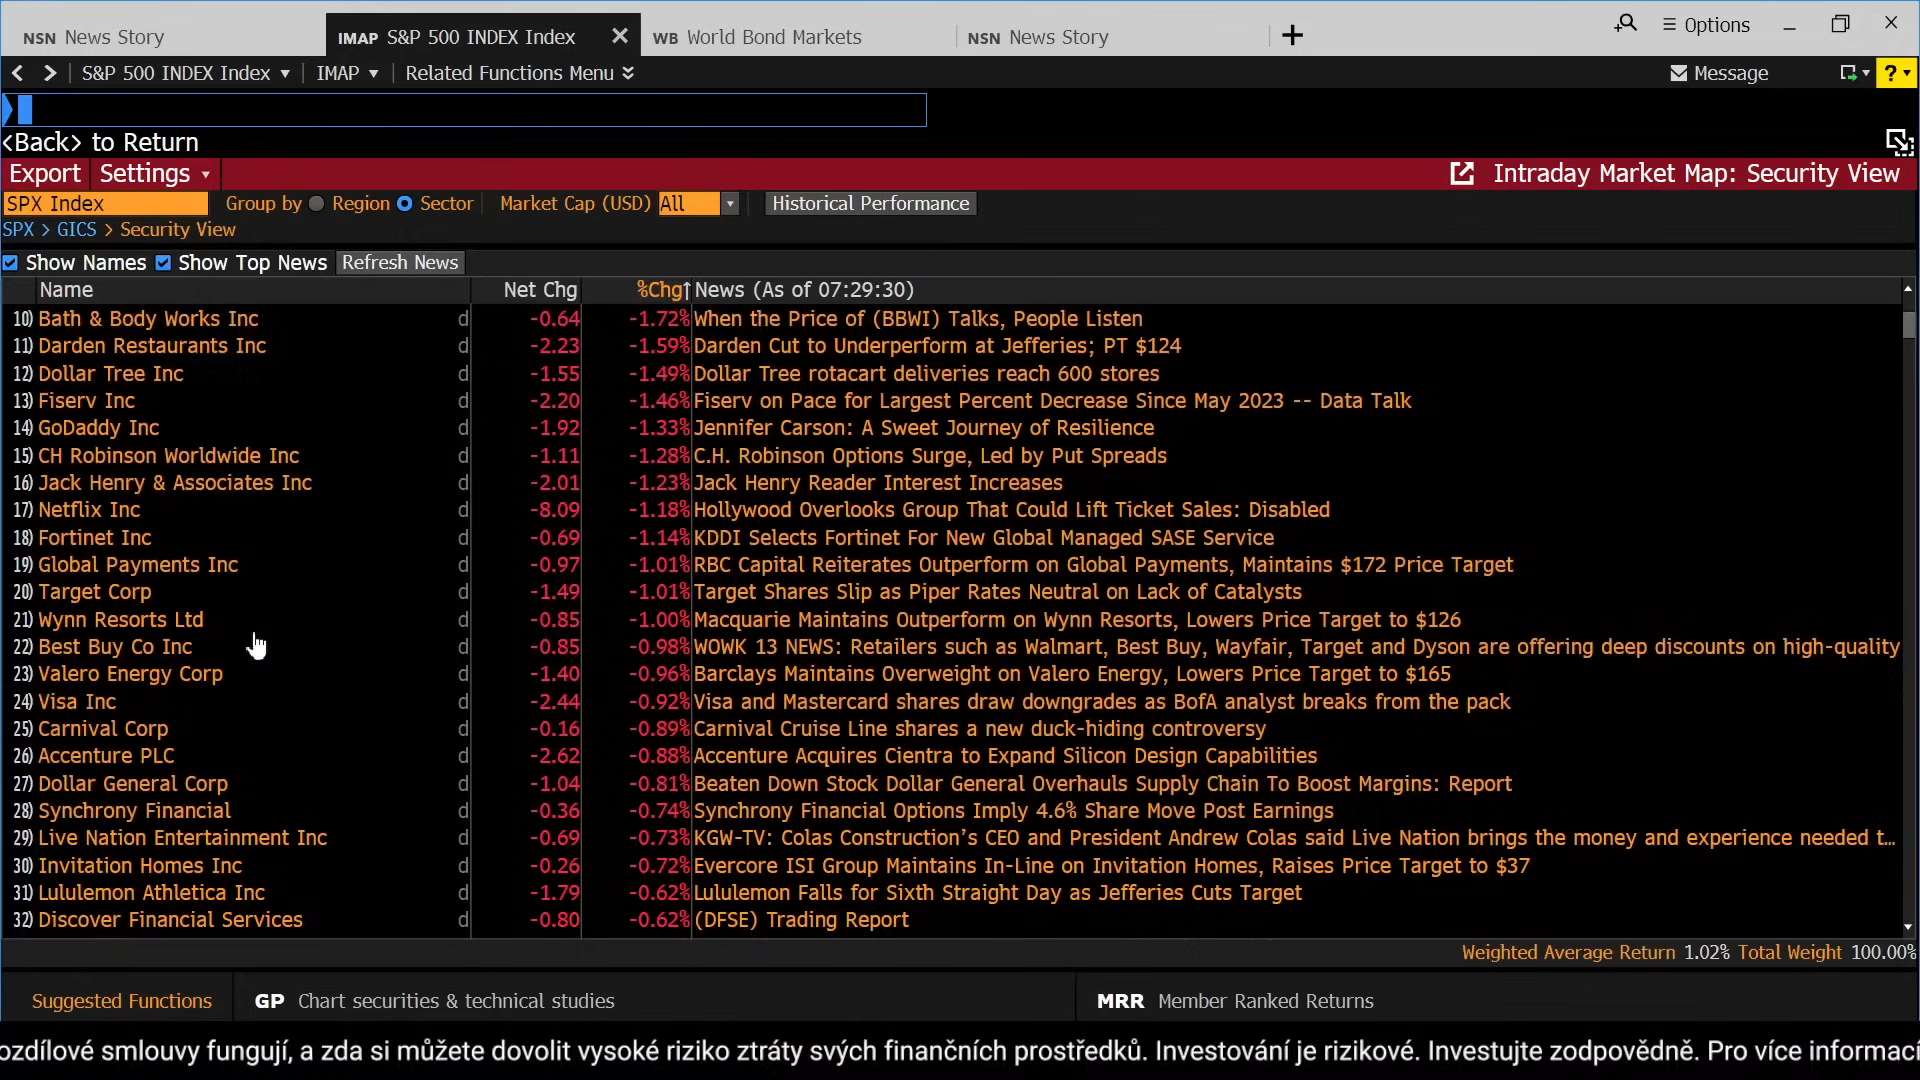 NSN News Story IMAP S&P 500 INDEX Index WB World Bond Markets NSN News Story Options
S&P 500 INDEX Index IMAP Related Functions Menu Message ?
<Back> to Return
Export Settings Intraday Market Map: Security View
SPX Index Group by Region Sector Market Cap (USD) All Historical Performance
SPX > GICS > Security View
Show Names Show Top News Refresh News
Name Net Chg %Chg↑ News (As of 07:29:30)
10) Bath & Body Works Inc d -0.64 -1.72% When the Price of (BBWI) Talks, People Listen
11) Darden Restaurants Inc d -2.23 -1.59% Darden Cut to Underperform at Jefferies; PT $124
12) Dollar Tree Inc d -1.55 -1.49% Dollar Tree rotacart deliveries reach 600 stores
13) Fiserv Inc d -2.20 -1.46% Fiserv on Pace for Largest Percent Decrease Since May 2023 -- Data Talk
14) GoDaddy Inc d -1.92 -1.33% Jennifer Carson: A Sweet Journey of Resilience
15) CH Robinson Worldwide Inc d -1.11 -1.28% C.H. Robinson Options Surge, Led by Put Spreads
16) Jack Henry & Associates Inc d -2.01 -1.23% Jack Henry Reader Interest Increases
17) Netflix Inc d -8.09 -1.18% Hollywood Overlooks Group That Could Lift Ticket Sales: Disabled
18) Fortinet Inc d -0.69 -1.14% KDDI Selects Fortinet For New Global Managed SASE Service
19) Global Payments Inc d -0.97 -1.01% RBC Capital Reiterates Outperform on Global Payments, Maintains $172 Price Target
20) Target Corp d -1.49 -1.01% Target Shares Slip as Piper Rates Neutral on Lack of Catalysts
21) Wynn Resorts Ltd d -0.85 -1.00% Macquarie Maintains Outperform on Wynn Resorts, Lowers Price Target to $126
22) Best Buy Co Inc d -0.85 -0.98% WOWK 13 NEWS: Retailers such as Walmart, Best Buy, Wayfair, Target and Dyson are offering deep discounts on high-quality
23) Valero Energy Corp d -1.40 -0.96% Barclays Maintains Overweight on Valero Energy, Lowers Price Target to $165
24) Visa Inc d -2.44 -0.92% Visa and Mastercard shares draw downgrades as BofA analyst breaks from the pack
25) Carnival Corp d -0.16 -0.89% Carnival Cruise Line shares a new duck-hiding controversy
26) Accenture PLC d -2.62 -0.88% Accenture Acquires Cientra to Expand Silicon Design Capabilities
27) Dollar General Corp d -1.04 -0.81% Beaten Down Stock Dollar General Overhauls Supply Chain To Boost Margins: Report
28) Synchrony Financial d -0.36 -0.74% Synchrony Financial Options Imply 4.6% Share Move Post Earnings
29) Live Nation Entertainment Inc d -0.69 -0.73% KGW-TV: Colas Construction's CEO and President Andrew Colas said Live Nation brings the money and experience needed t…
30) Invitation Homes Inc d -0.26 -0.72% Evercore ISI Group Maintains In-Line on Invitation Homes, Raises Price Target to $37
31) Lululemon Athletica Inc d -1.79 -0.62% Lululemon Falls for Sixth Straight Day as Jefferies Cuts Target
32) Discover Financial Services d -0.80 -0.62% (DFSE) Trading Report
Weighted Average Return 1.02% Total Weight 100.00%
Suggested Functions GP Chart securities & technical studies MRR Member Ranked Returns
ozdílové smlouvy fungují, a zda si můžete dovolit vysoké riziko ztráty svých finančních prostředků. Investování je rizikové. Investujte zodpovědně. Pro více informací